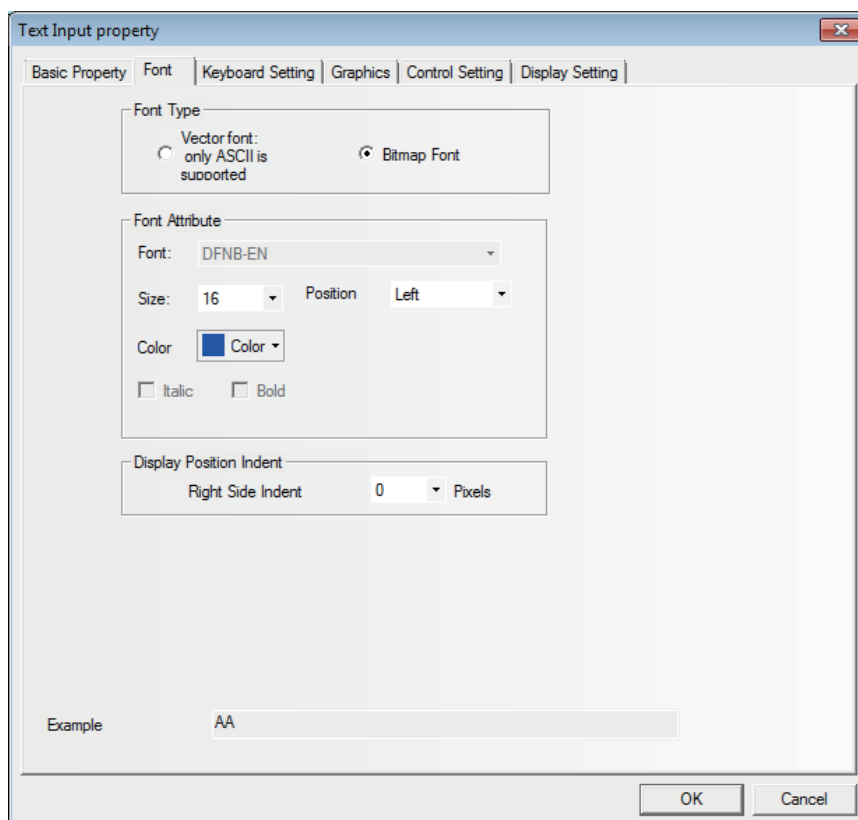 Text Input property
Basic Property Font Keyboard Setting Graphics Control Setting Display Setting
Font Type
Vector font:
only ASCII is
supported
Bitmap Font
Font Attribute
Font: DFNB-EN
Size: 16 Position Left
Color Color
Italic Bold
Display Position Indent
Right Side Indent 0 Pixels
Example AA
OK Cancel